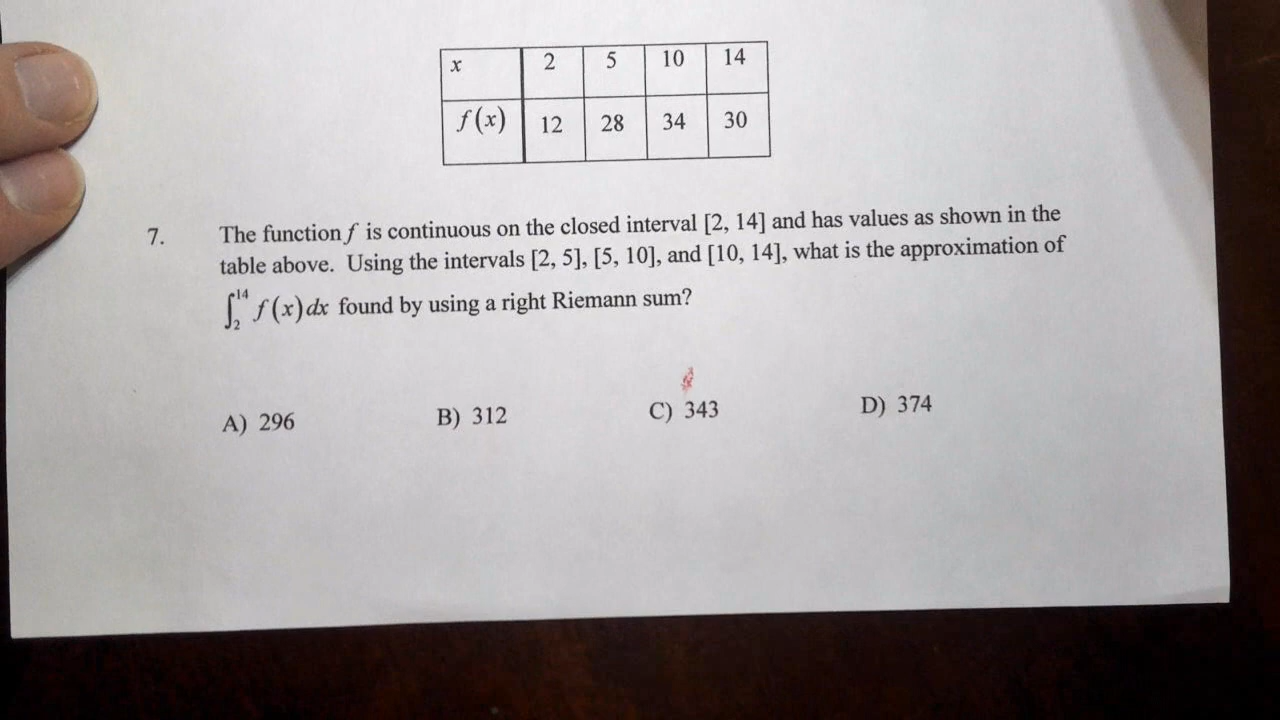 x 2 5 10 14
f(x) 12 28 34 30
7. The function f is continuous on the closed interval [2, 14] and has values as shown in the
table above. Using the intervals [2, 5], [5, 10], and [10, 14], what is the approximation of
∫₂¹⁴ f(x)dx found by using a right Riemann sum?
A) 296 B) 312 C) 343 D) 374